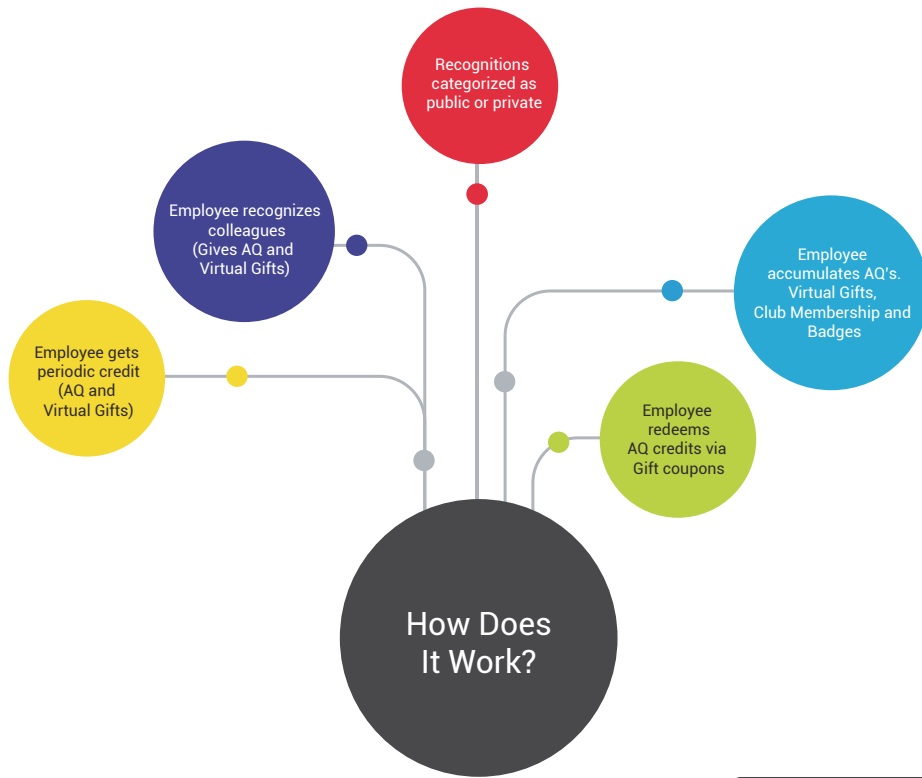 Recognitions
categorized as
public or private
Employee recognizes
colleagues
(Gives AQ and
Virtual Gifts)
Employee
accumulates AQ's.
Virtual Gifts,
Club Membership and
Badges
Employee gets
periodic credit
(AQ and
Virtual Gifts)
Employee
redeems
AQ credits via
Gift coupons
How Does
It Work?